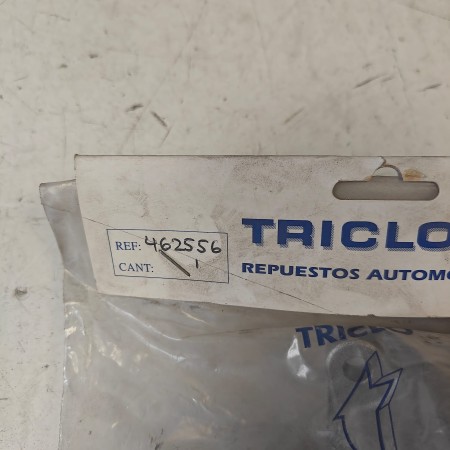 REF: 462556
CANT: 1
TRICLO
REPUESTOS AUTOMO
TRICLO